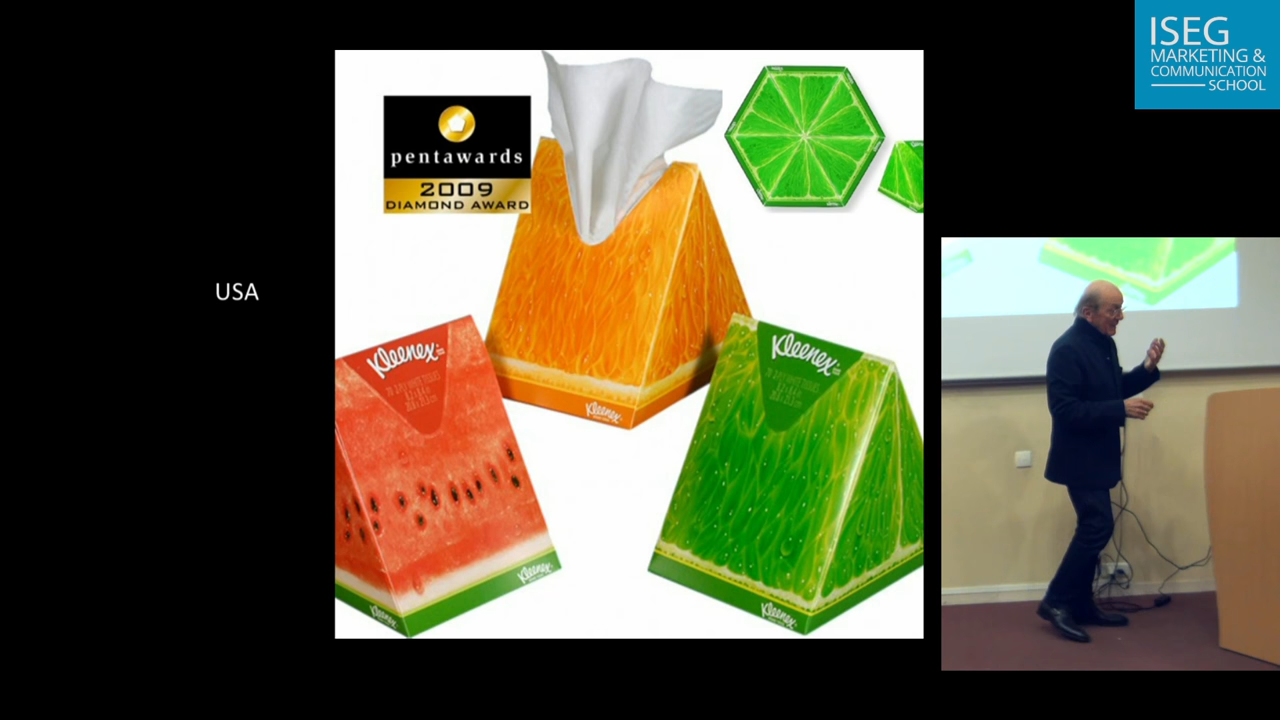 ISEG
MARKETING &
COMMUNICATION
SCHOOL
pentawards
2009
DIAMOND AWARD
USA
Kleenex
Kleenex
Kleenex
Kleenex
Kleenex